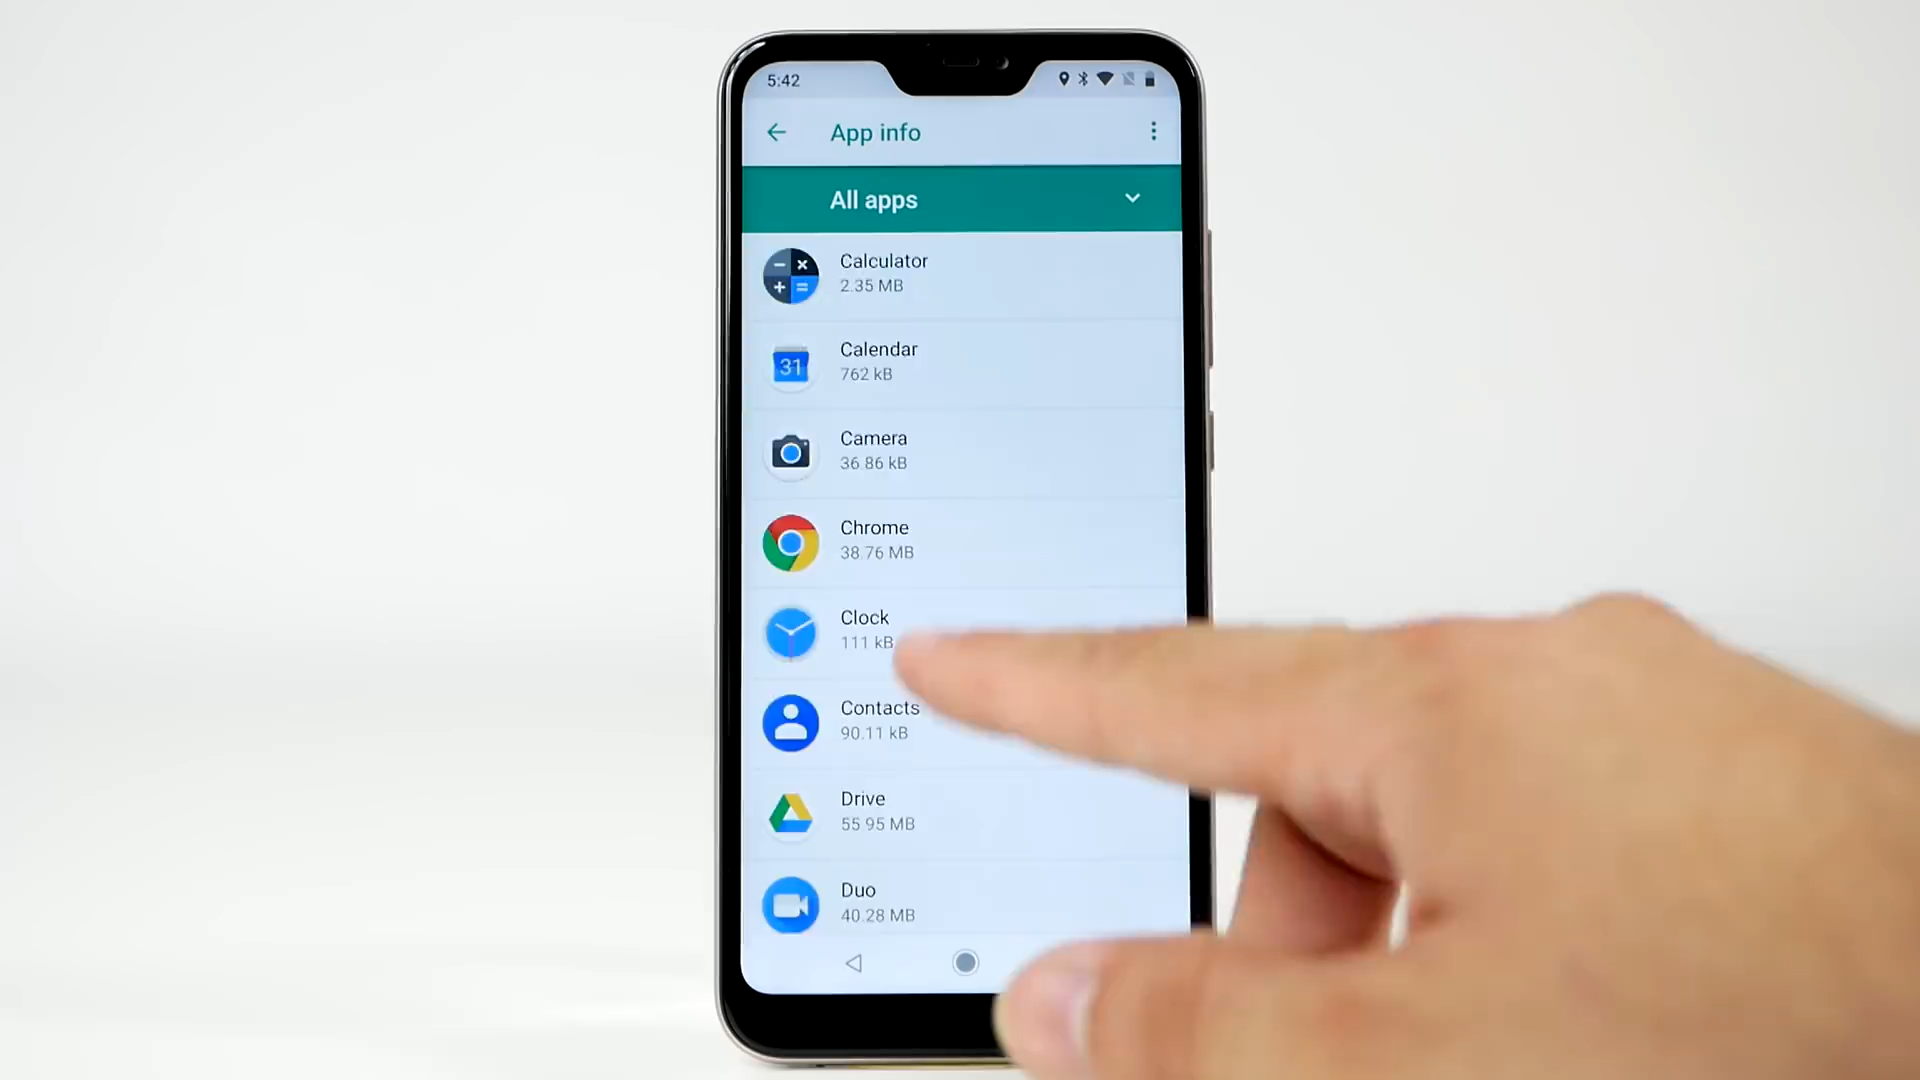 5:42
App info
All apps
Calculator
2.35 MB
Calendar
31
762 kB
Camera
36.86 kB
Chrome
38.76 MB
Clock
111 kB
Contacts
90.11 kB
Drive
55.95 MB
Duo
40.28 MB